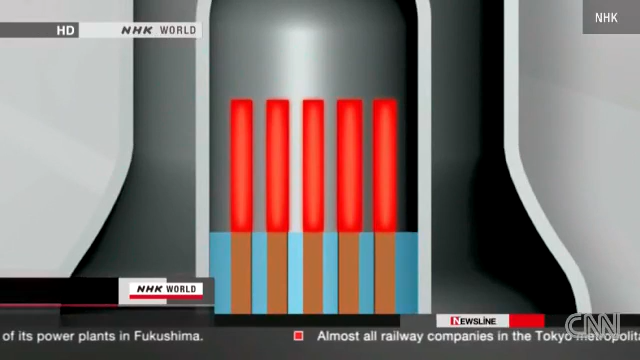 HD NHK WORLD
NHK
NHK WORLD
NEWSLINE
CNN
of its power plants in Fukushima. Almost all railway companies in the Tokyo metropolit